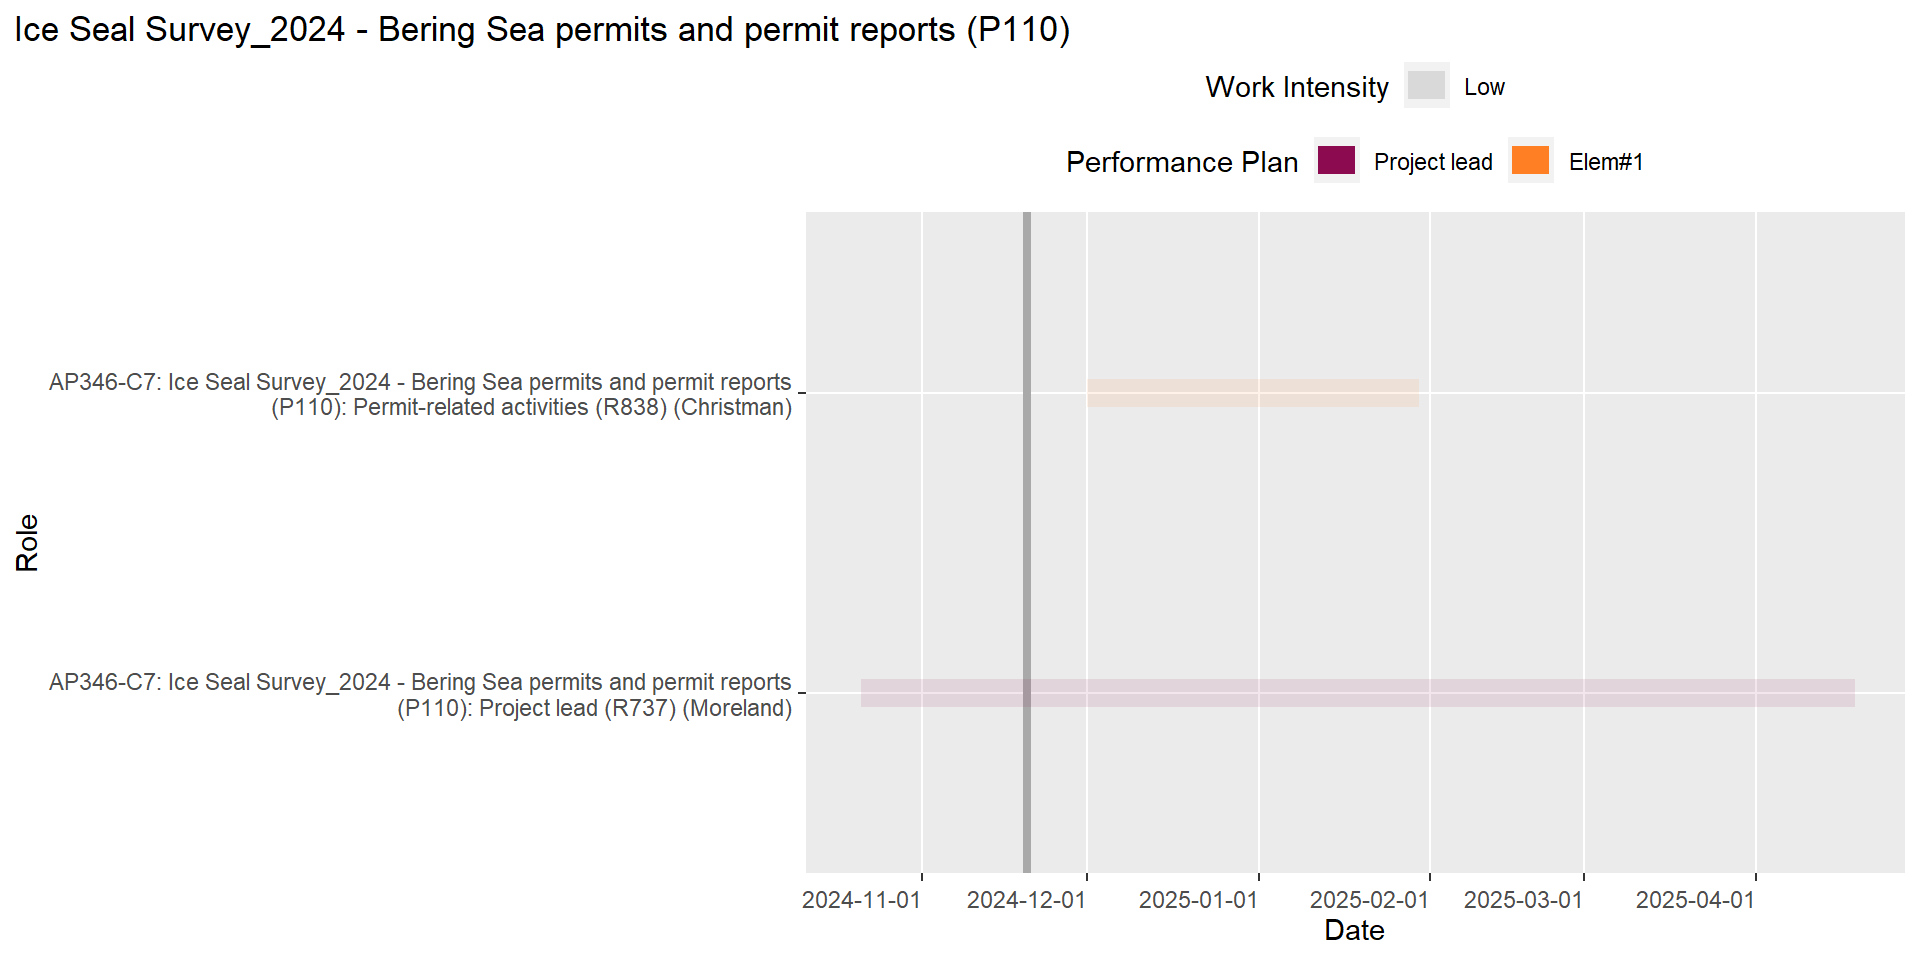 Ice Seal Survey_2024 - Bering Sea permits and permit reports (P110)
Work Intensity Low
Performance Plan Project lead Elem#1
AP346-C7: Ice Seal Survey_2024 - Bering Sea permits and permit reports
(P110): Permit-related activities (R838) (Christman)
Role
AP346-C7: Ice Seal Survey_2024 - Bering Sea permits and permit reports
(P110): Project lead (R737) (Moreland)
2024-11-01 2024-12-01 2025-01-01 2025-02-01 2025-03-01 2025-04-01
Date